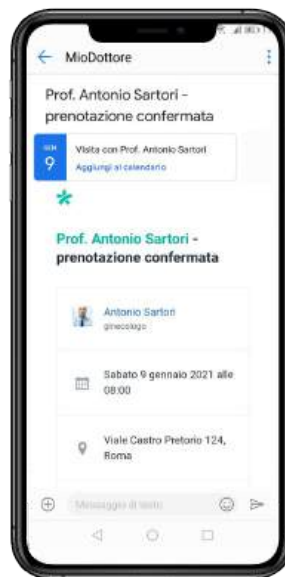 MioDottore
Prof. Antonio Sartori –
prenotazione confermata
GEN
9
Visita con Prof. Antonio Sartori
Aggiungi al calendario
Prof. Antonio Sartori -
prenotazione confermata
Antonio Sartori
ginecologo
Sabato 9 gennaio 2021 alle
08:00
Viale Castro Pretorio 124,
Roma
Messaggio di testo